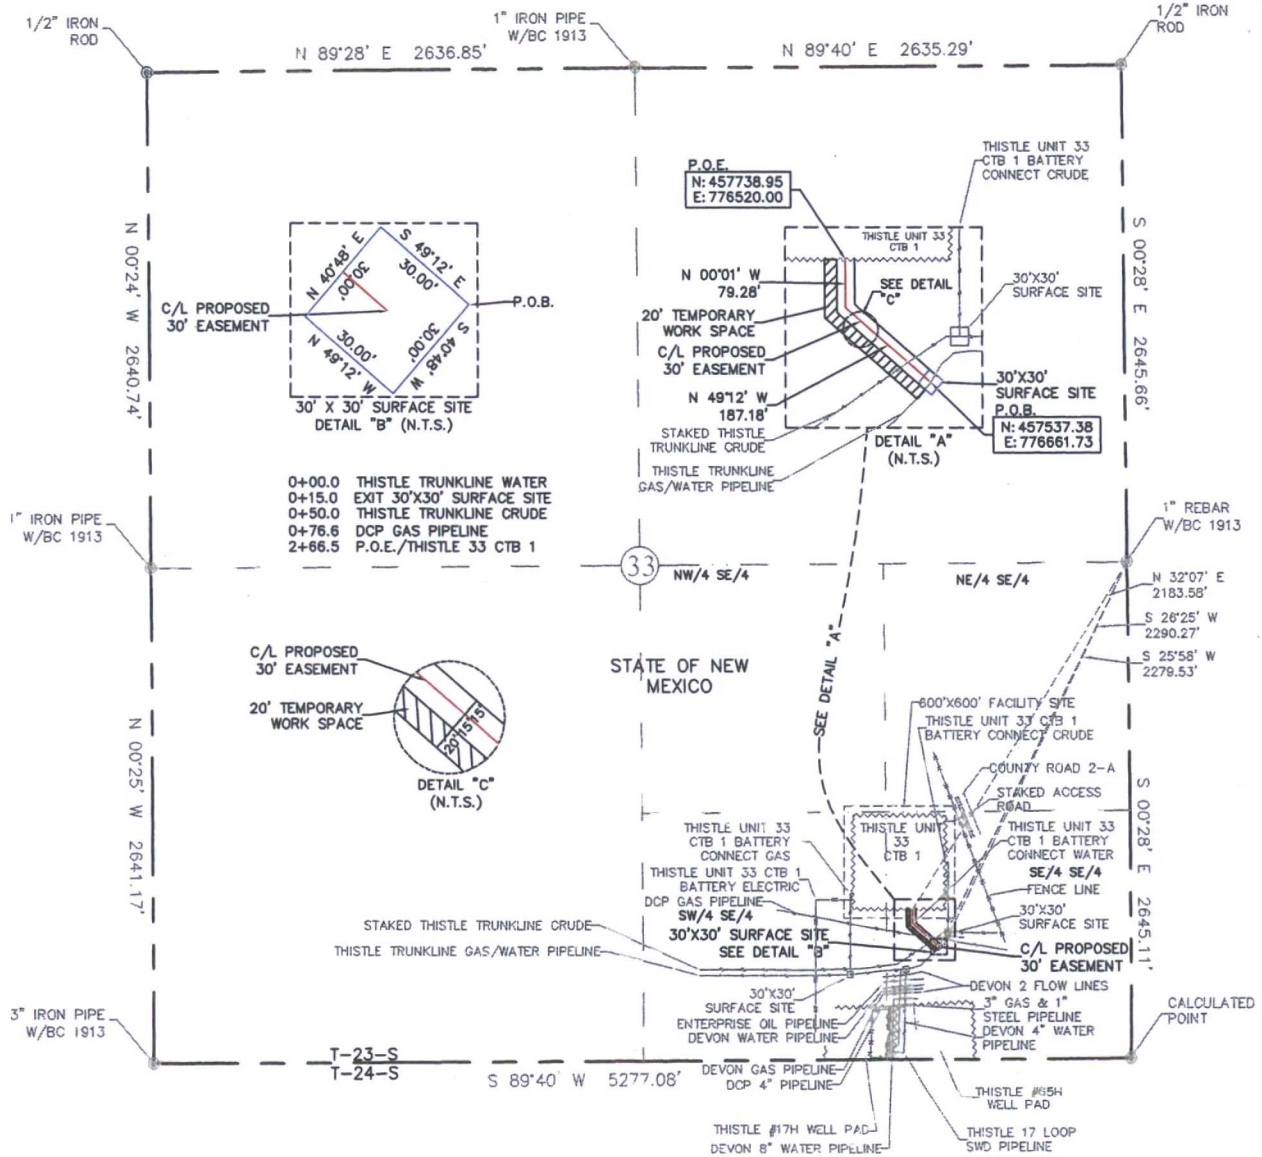 1/2" IRON
ROD
1" IRON PIPE
W/BC 1913
1/2" IRON
ROD
N 89°28' E 2636.85'
N 89°40' E 2635.29'
THISTLE UNIT 33
CTB 1 BATTERY
CONNECT CRUDE
P.O.E.
N: 457738.95
E: 776520.00
N 00°24' W 2640.74'
S 00°28' E 2645.66'
N 40°48' E
30.00'
S 49°12' E
30.00'
S 40°48' W
30.00'
N 49°12' W
30.00'
P.O.B.
C/L PROPOSED
30' EASEMENT
30' X 30' SURFACE SITE
DETAIL "B" (N.T.S.)
THISTLE UNIT 33
CTB 1
N 00°01' W
79.28'
SEE DETAIL
"C"
30'X30'
SURFACE SITE
20' TEMPORARY
WORK SPACE
C/L PROPOSED
30' EASEMENT
N 49°12' W
187.18'
30'X30'
SURFACE SITE
P.O.B.
N: 457537.38
E: 776661.73
STAKED THISTLE
TRUNKLINE CRUDE
DETAIL "A"
(N.T.S.)
THISTLE TRUNKLINE
GAS/WATER PIPELINE
0+00.0 THISTLE TRUNKLINE WATER
0+15.0 EXIT 30'X30' SURFACE SITE
0+50.0 THISTLE TRUNKLINE CRUDE
0+76.6 DCP GAS PIPELINE
2+66.5 P.O.E./THISTLE 33 CTB 1
1" IRON PIPE
W/BC 1913
1" REBAR
W/BC 1913
33
NW/4 SE/4
NE/4 SE/4
N 32°07' E
2183.58'
S 26°25' W
2290.27'
S 25°58' W
2279.53'
C/L PROPOSED
30' EASEMENT
20' TEMPORARY
WORK SPACE
20' 15' 15'
DETAIL "C"
(N.T.S.)
STATE OF NEW
MEXICO
SEE DETAIL "A"
N 00°25' W 2641.17'
S 00°28' E 2645.11'
600'X600' FACILITY SITE
THISTLE UNIT 33 CTB 1
BATTERY CONNECT CRUDE
COUNTY ROAD 2-A
STAKED ACCESS
ROAD
THISTLE UNIT 33
CTB 1 BATTERY
CONNECT GAS
THISTLE UNIT
33
CTB 1
THISTLE UNIT 33
CTB 1 BATTERY
CONNECT WATER
THISTLE UNIT 33 CTB 1
BATTERY ELECTRIC
DCP GAS PIPELINE
SE/4 SE/4
FENCE LINE
SW/4 SE/4
30'X30' SURFACE SITE
SEE DETAIL "B"
30'X30'
SURFACE SITE
STAKED THISTLE TRUNKLINE CRUDE
THISTLE TRUNKLINE GAS/WATER PIPELINE
C/L PROPOSED
30' EASEMENT
DEVON 2 FLOW LINES
30'X30'
SURFACE SITE
3" GAS & 1"
STEEL PIPELINE
ENTERPRISE OIL PIPELINE
DEVON WATER PIPELINE
DEVON 4" WATER
PIPELINE
3" IRON PIPE
W/BC 1913
CALCULATED
POINT
T-23-S
T-24-S
S 89°40' W 5277.08'
DEVON GAS PIPELINE
DCP 4" PIPELINE
THISTLE #65H
WELL PAD
THISTLE #17H WELL PAD
DEVON 8" WATER PIPELINE
THISTLE 17 LOOP
SWD PIPELINE